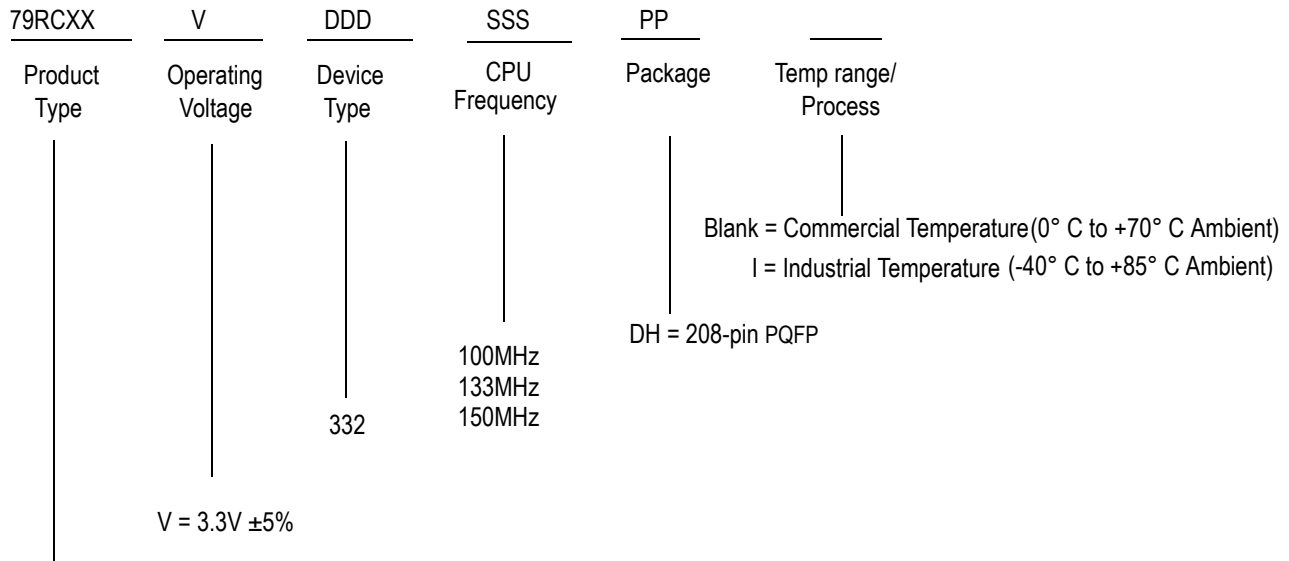 79RCXX V DDD SSS PP
Product Type
Operating Voltage
Device Type
CPU Frequency
Package
Temp range/ Process
Blank = Commercial Temperature (0° C to +70° C Ambient)
I = Industrial Temperature (-40° C to +85° C Ambient)
DH = 208-pin PQFP
100MHz
133MHz
150MHz
332
V = 3.3V ±5%